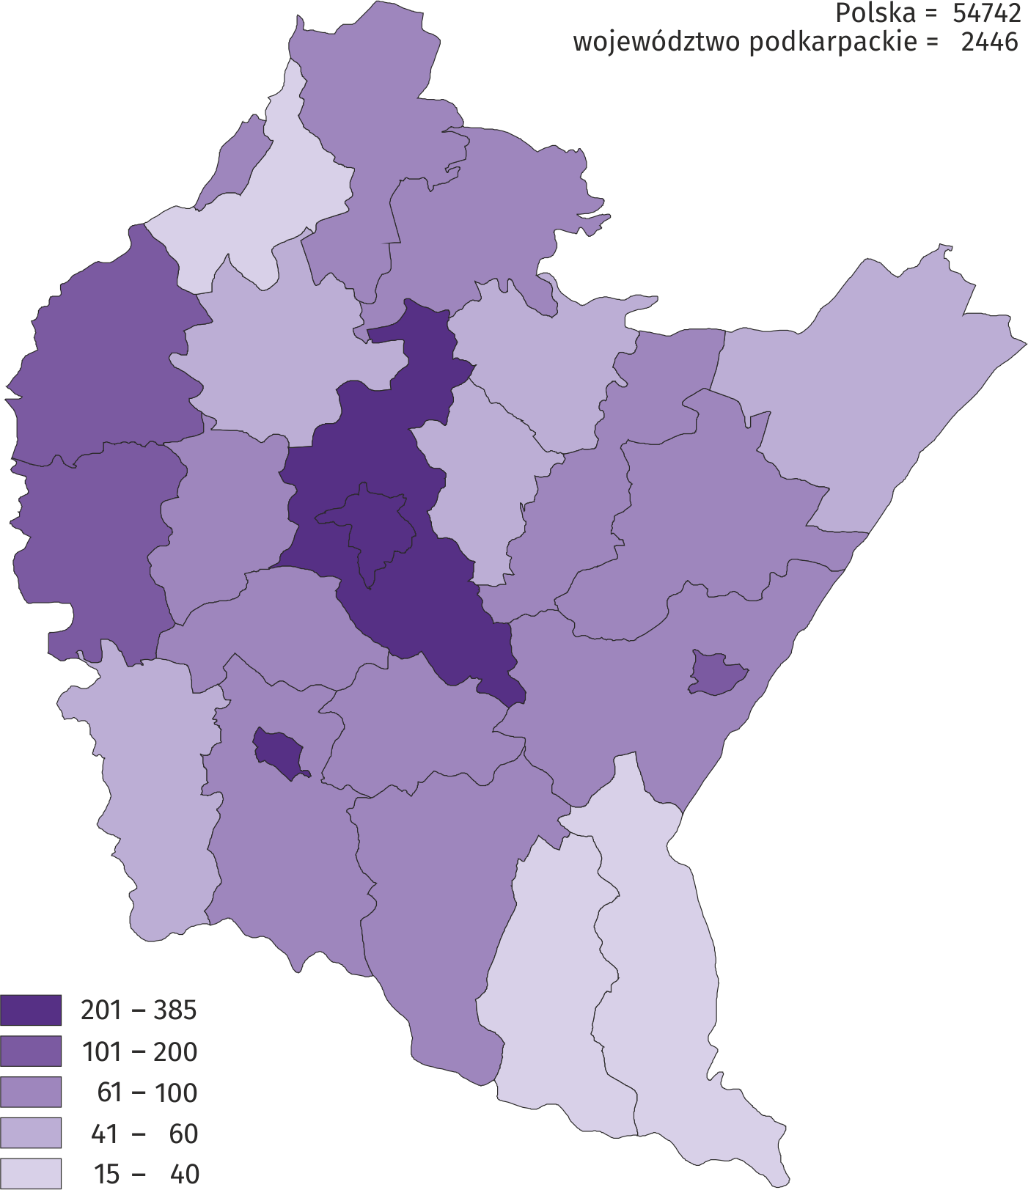 Polska = 54742
województwo podkarpackie = 2446
201 – 385
101 – 200
61 – 100
41 – 60
15 – 40